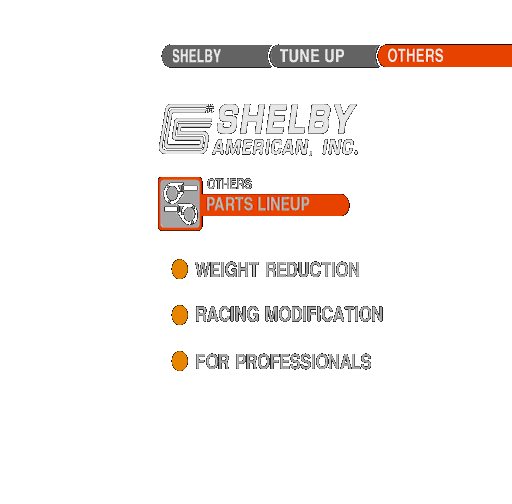 SHELBY TUNE UP OTHERS
SHELBY
AMERICAN, INC.
OTHERS
PARTS LINEUP
WEIGHT REDUCTION
RACING MODIFICATION
FOR PROFESSIONALS